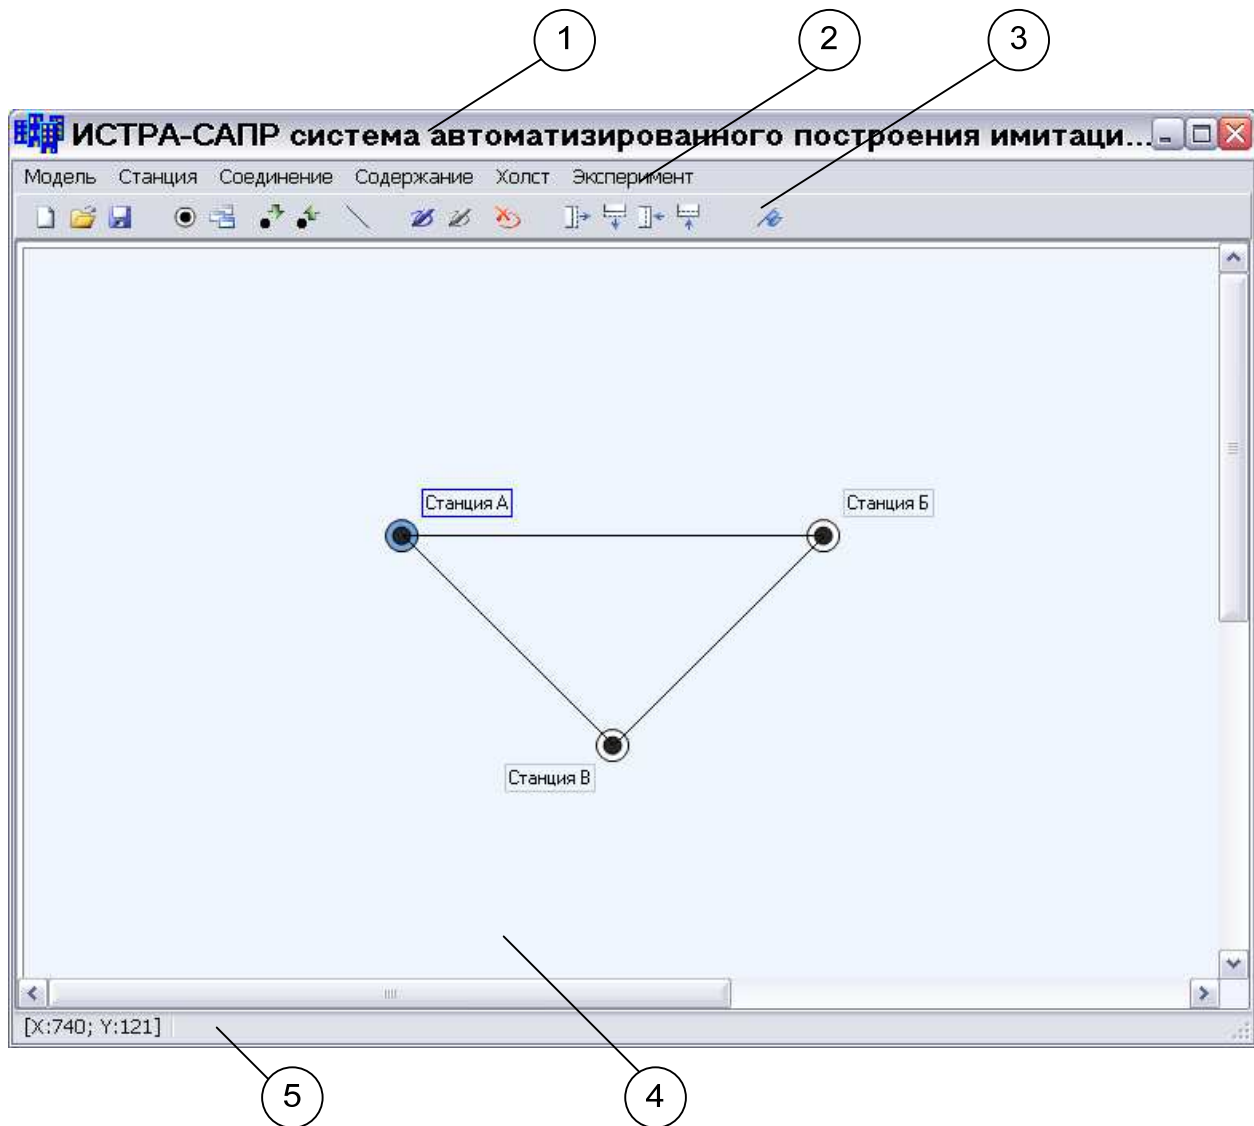 1 2 3
ИСТРА-САПР система автоматизированного построения имитаци...
Модель Станция Соединение Содержание Холст Эксперимент
Станция А Станция Б
Станция В
[X:740; Y:121]
5 4